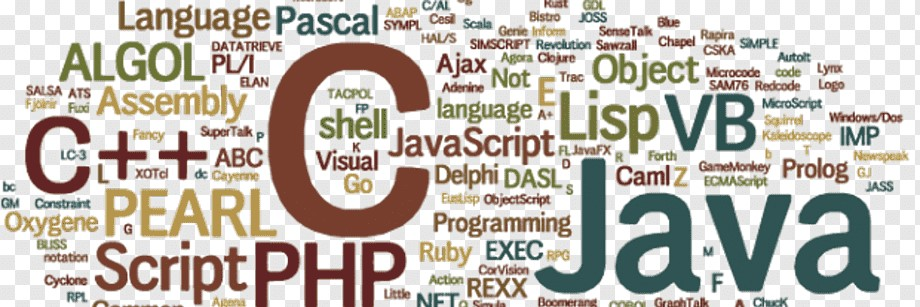 Language
Pascal
ABAP
C/AL
Rust
GDL
SYMPL
Cesil
Scala
Bistro
JOSS
Blue
Genie
Inform
SenseTalk
Rapira
HAL/S
SIMSCRIPT
Revolution
Sawzall
Chapel
CSKA
SiMPLE
ALGOL
DATATREVIE
PL/I
Ajax
Agora
Clojure
Object
AutoIt
ELAN
Not
Trac
Microcode
code
Lynx
SALSA
ATS
Adenine
SAM76
Redcode
Logo
Fjölnir
Fuxi
Assembly
TACPOL
E
FP
language
A+
Lisp
VB
MicroScript
C
shell
Squirrel
Windows/Dos
C++
Fancy
SuperTalk
P
JavaScript
Kaleidoscope
IMP
K
LC-3
ABC
Visual
FL
JavaFX
R
Forth
b
T
Newspeak
L
XOTcl
dc
Cayenne
Go
Delphi
DASL
D
S
Caml
Z
GameMonkey
ECMAScript
Prolog
GJ
JASS
bc
GM
Constraint
EusLisp
ObjectScript
Java
Oxygene
PEARL
G
Programming
BLISS
notation
Script
PHP
Ruby
EXEC
RPG
M
Cyclone
CorVision
Action
REXX
F
RPL
Little
Common
NET
Simula
Boomerang
COBOL
GraphTalk
A
ChucK